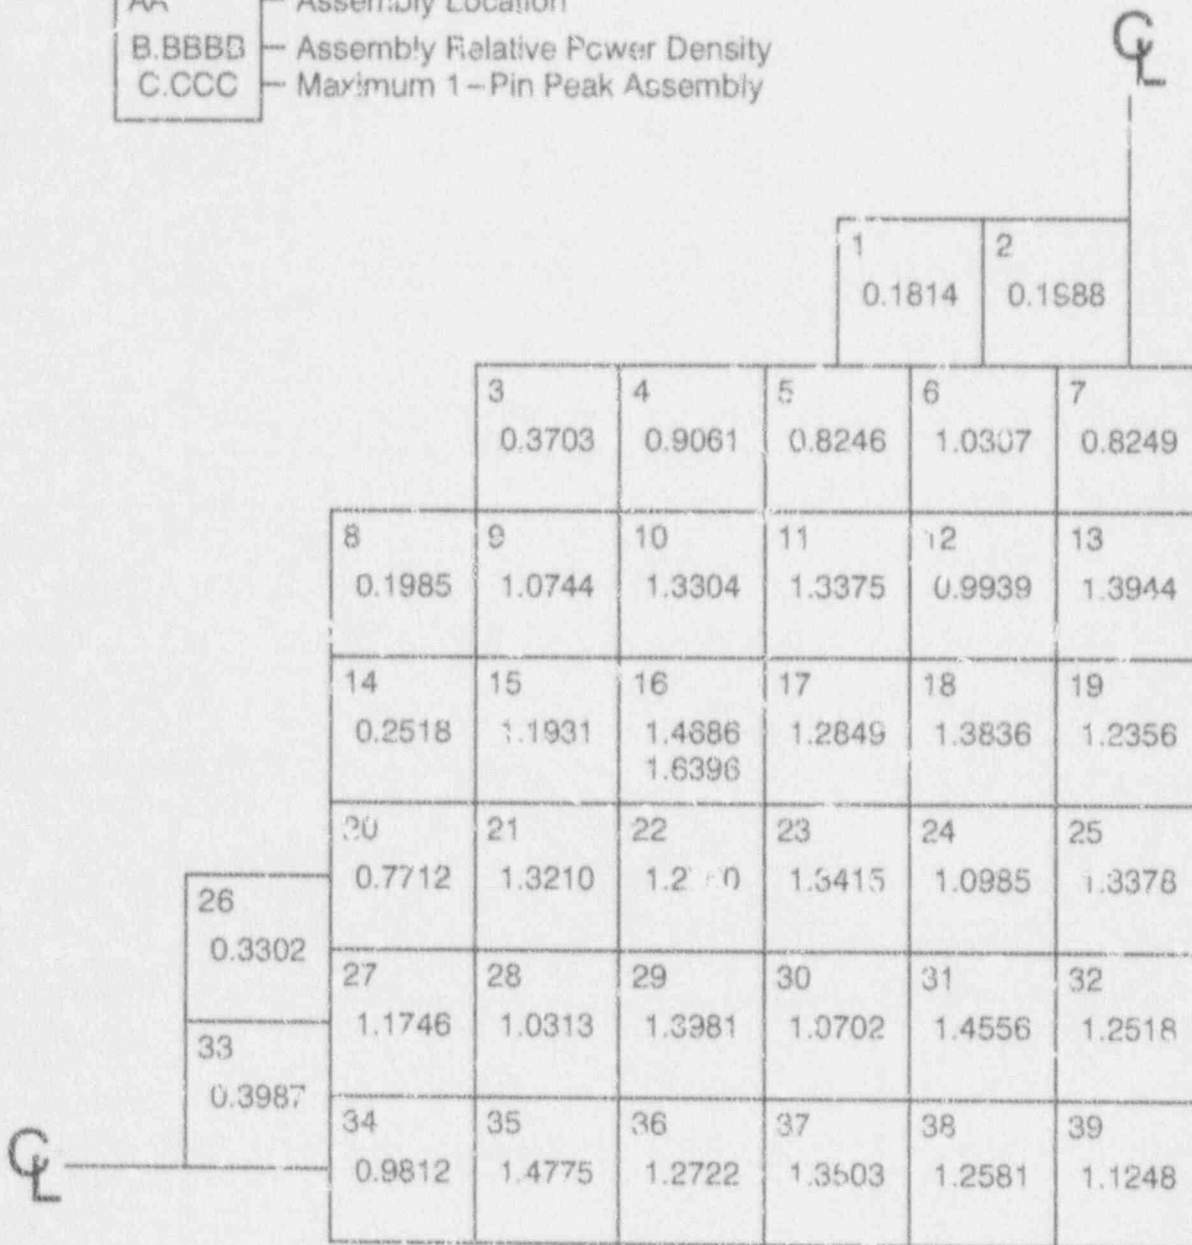 AA — Assembly Location
B.BBBB — Assembly Relative Power Density
C.CCC — Maximum 1-Pin Peak Assembly
C L
1 2
0.1814 0.1988
3 4 5 6 7
0.3703 0.9061 0.8246 1.0307 0.8249
8 9 10 11 12 13
0.1985 1.0744 1.3304 1.3375 0.9939 1.3944
14 15 16 17 18 19
0.2518 1.1931 1.4686 1.2849 1.3836 1.2356
1.6396
20 21 22 23 24 25
0.7712 1.3210 1.3415 1.0985 1.3378
26
0.3302
27 28 29 30 31 32
1.1746 1.0313 1.3981 1.0702 1.4556 1.2518
33
0.3987
34 35 36 37 38 39
C L
0.9812 1.4775 1.2722 1.3503 1.2581 1.1248